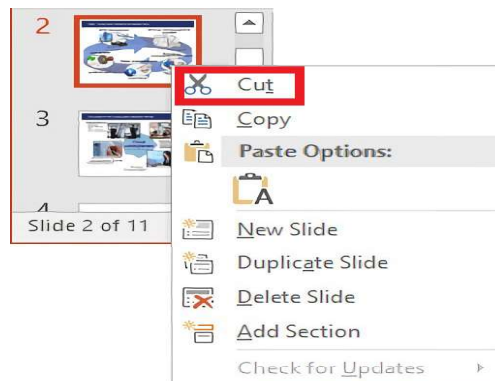 2
3
4
Slide 2 of 11
Cut
Copy
Paste Options:
A
New Slide
Duplicate Slide
Delete Slide
Add Section
Check for Updates